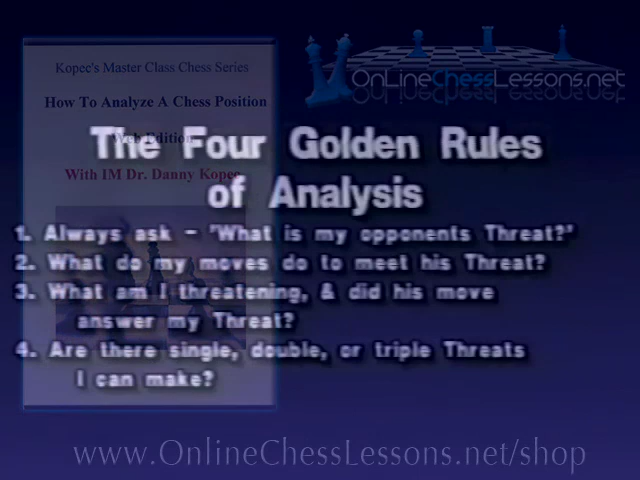 Kopec's Master Class Chess Series
OnLineChessLessons.net
How To Analyze A Chess Position
Web Edition
The Four Golden Rules
With IM Dr. Danny Kopec
of Analysis
1. Always ask - 'What is my opponents Threat?'
2. What do my moves do to meet his Threat?
3. What am I threatening, & did his move
answer my Threat?
4. Are there single, double, or triple Threats
I can make?
www.OnlineChessLessons.net/shop